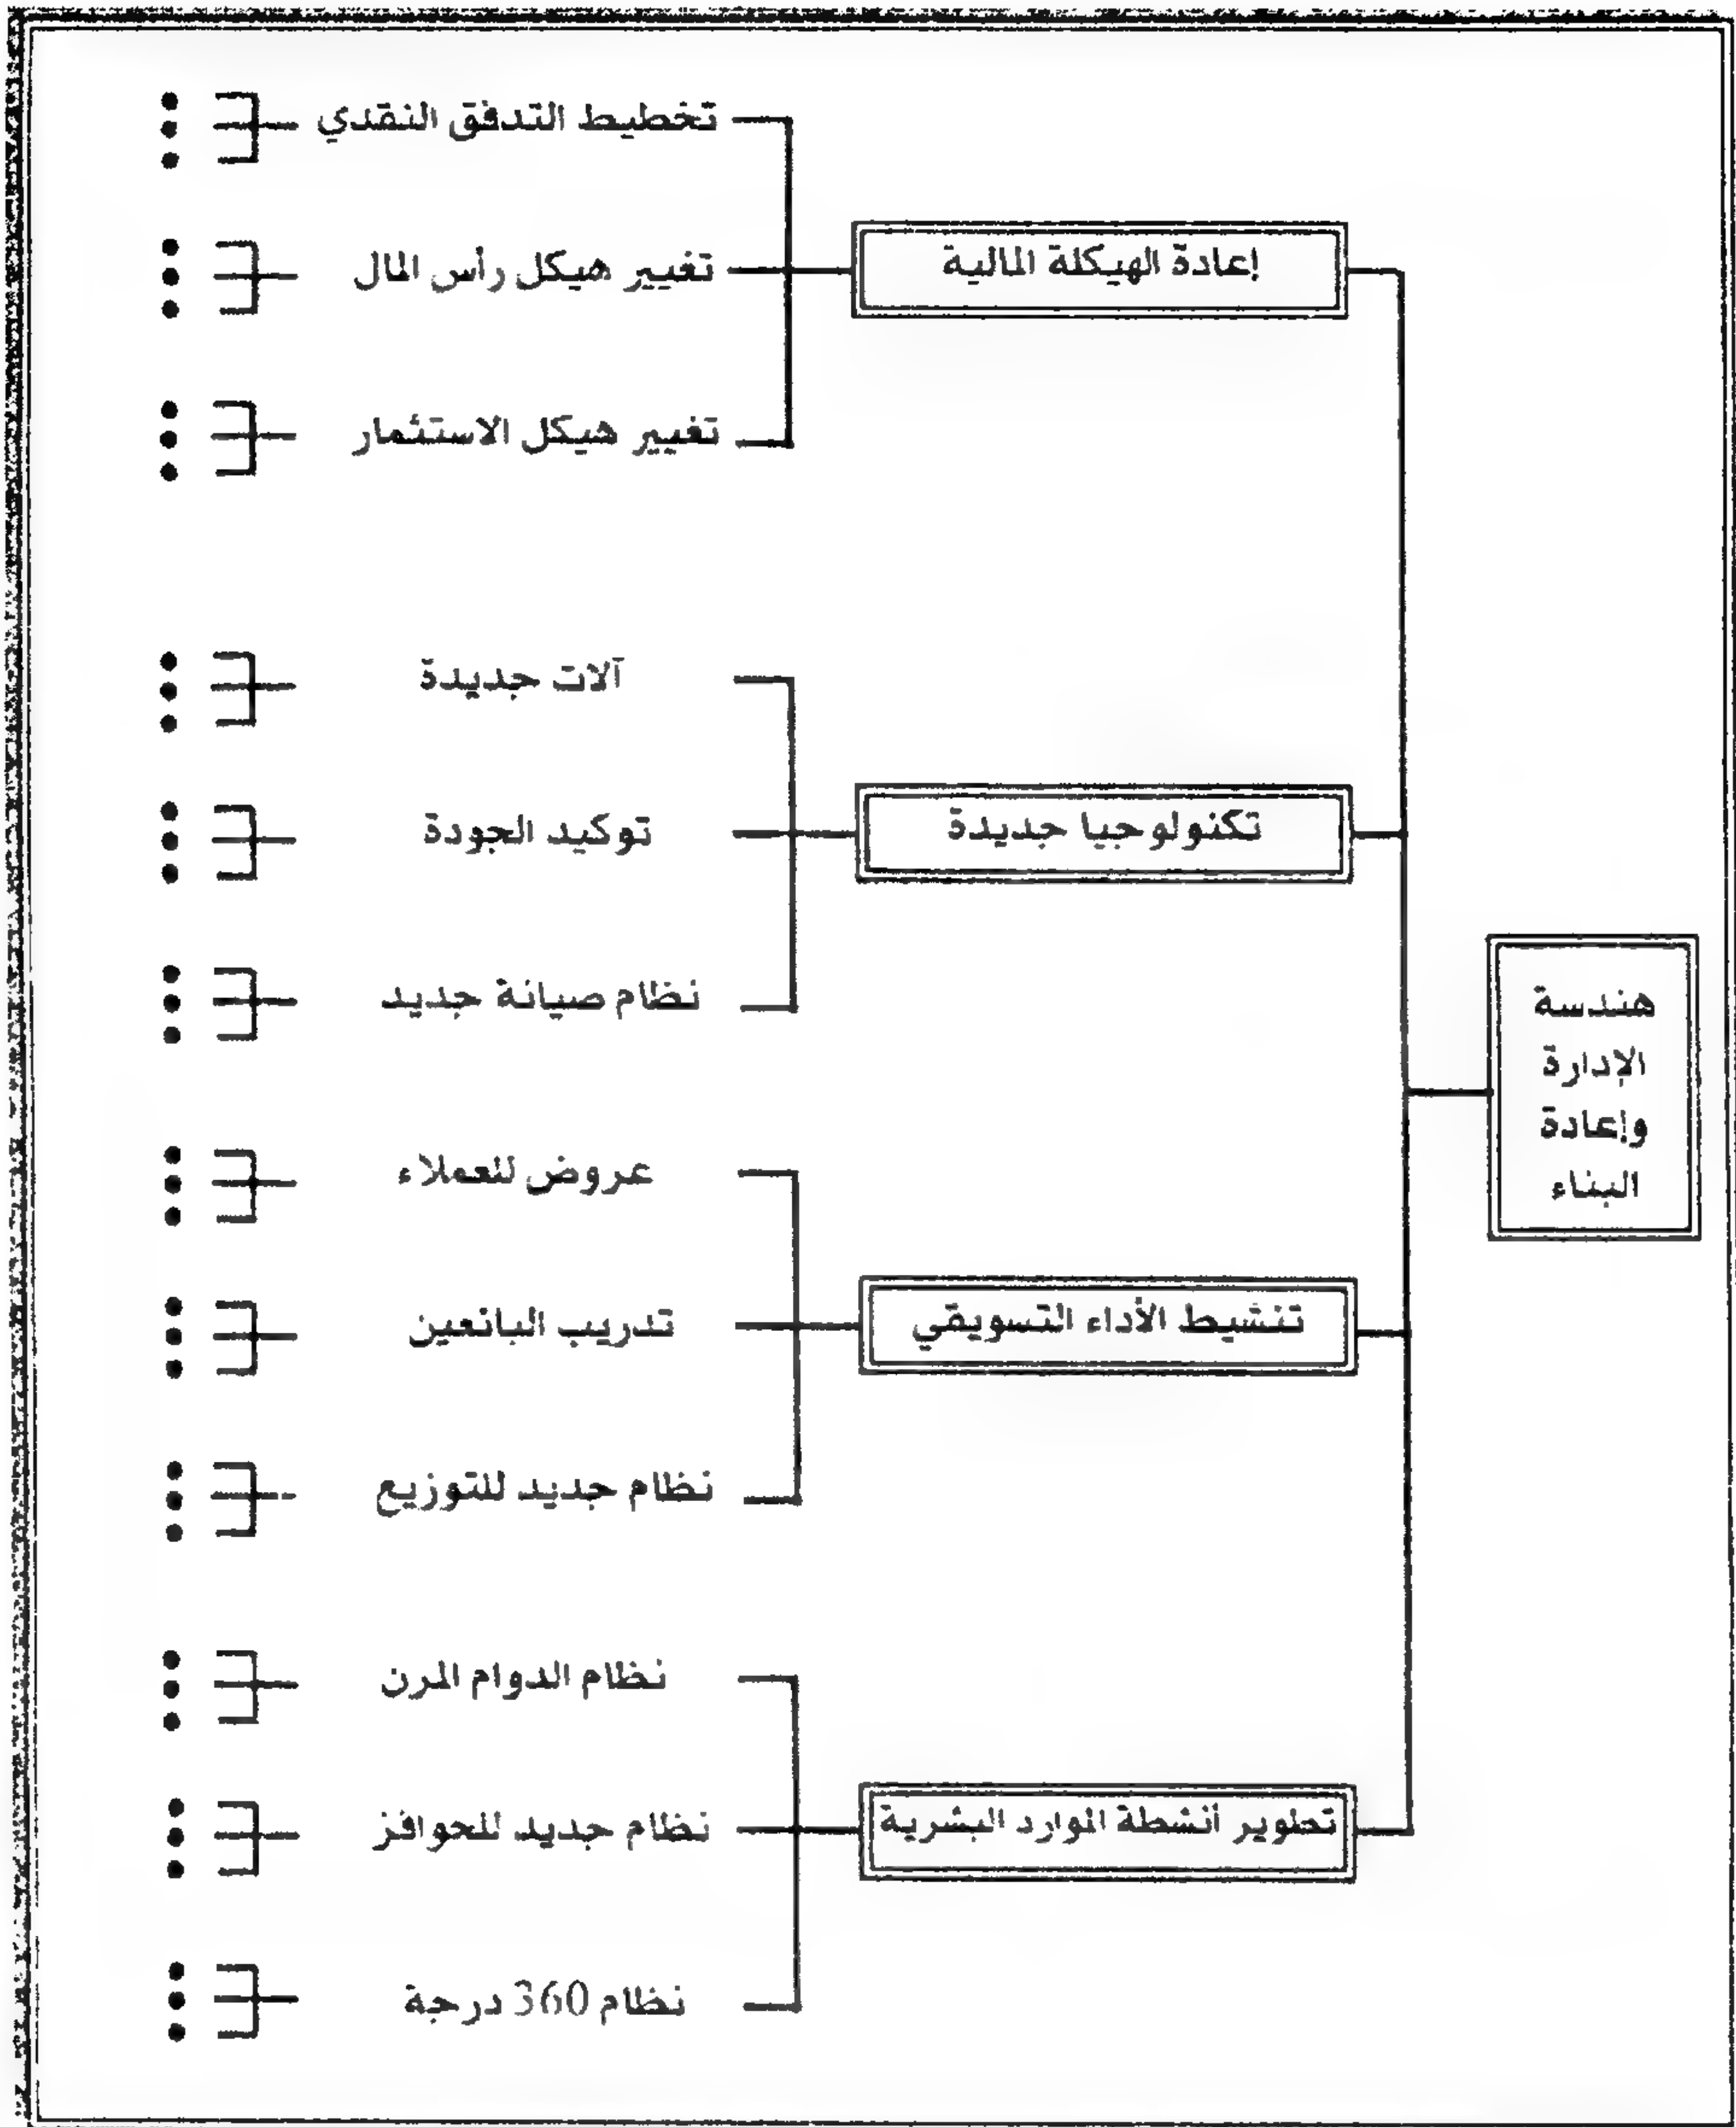 هندسة
الإدارة
وإعادة
البناء
إعادة الهيكلة المالية
تخطيط التدفق النقدي
تغيير هيكل رأس المال
تغيير هيكل الاستثمار
تكنولوجيا جديدة
آلات جديدة
توكيد الجودة
نظام صيانة جديد
تنشيط الأداء التسويقي
عروض للعملاء
تدريب البائعين
نظام جديد للتوزيع
تطوير أنشطة الموارد البشرية
نظام الدوام المرن
نظام جديد للحوافز
نظام 360 درجة